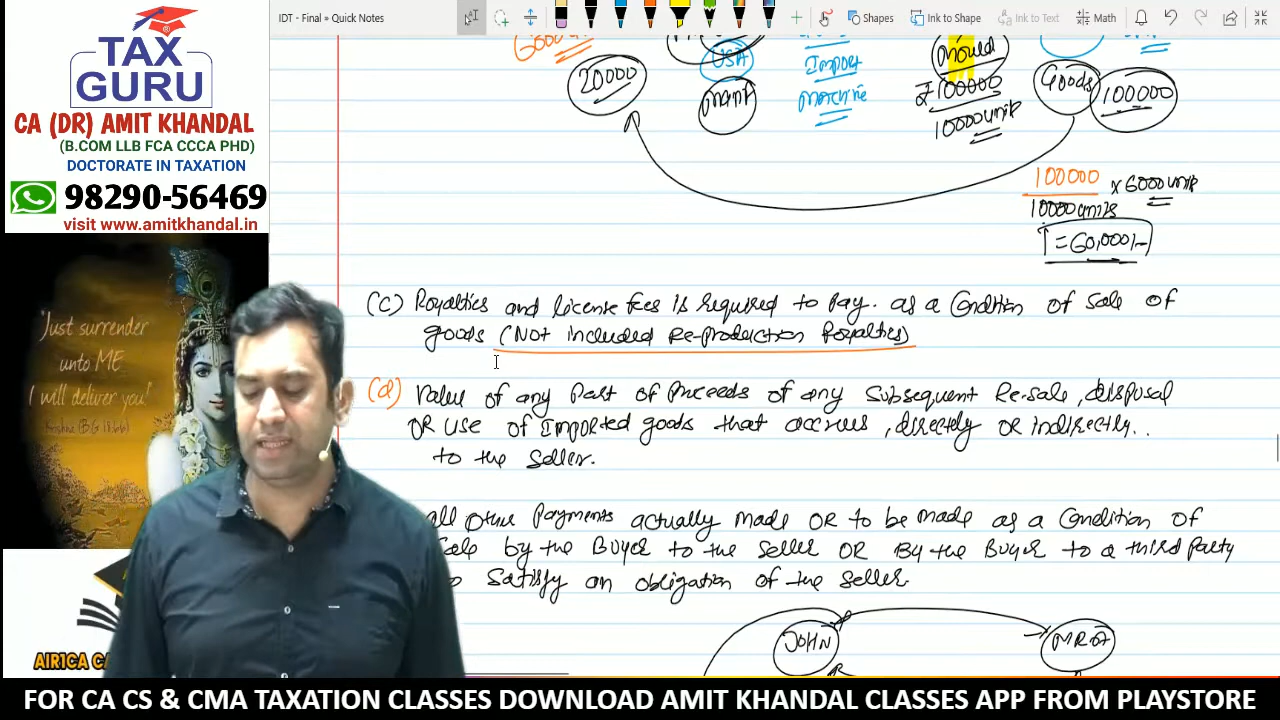 IDT - Final = Quick Notes
Shapes
Ink to Shape
Ink to Text
Math
TAX
GURU
CA (DR) AMIT KHANDAL
(B.COM LLB FCA CCCA PHD)
DOCTORATE IN TAXATION
98290-56469
visit www.amitkhandal.in
"Just surrender
unto ME
I will deliver you!"
6000 unit
20000
USA
Manf
Import
Machine
Mould
₹100000
10000 unit
Goods
100000
100000 x 6000 unit
10000 units
= 60,000/-
(c) Royalties and license fees is required to pay. as a Condition of sale of
goods (Not included Re-production Royalties)
(d) Value of any Part of Proceeds of any Subsequent Re-sale, disposal
OR use of Imported goods that accrues, directly or indirectly..
to the seller.
all other Payments actually made OR to be made as a Condition of
Sale by the Buyer to the Seller OR By the Buyer to a third Party
Satisfy an obligation of the seller
JOHN
MR.A
FOR CA CS & CMA TAXATION CLASSES DOWNLOAD AMIT KHANDAL CLASSES APP FROM PLAYSTORE